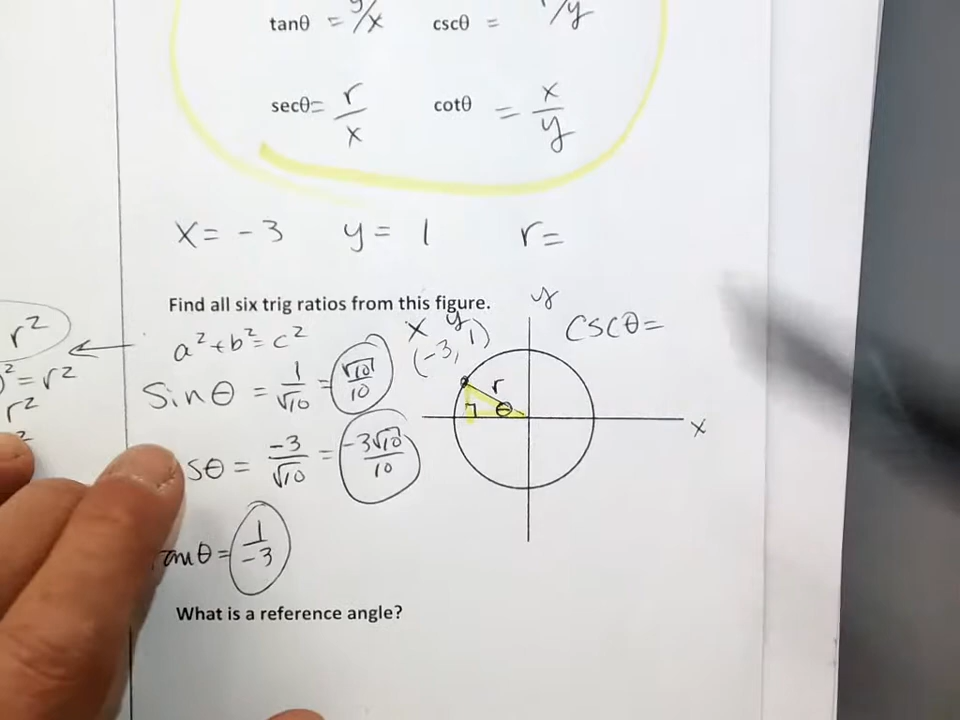 tanθ = y/x cscθ = r/y
secθ= r/x cotθ = x/y
x= -3 y= 1 r=
Find all six trig ratios from this figure.
r²
² = r²
r²
a²+b²=c²
x y
(-3, 1)
y
cscθ=
sinθ = 1/√10 = √10/10
r
θ
x
sθ = -3/√10 = -3√10/10
tanθ = 1/-3
What is a reference angle?